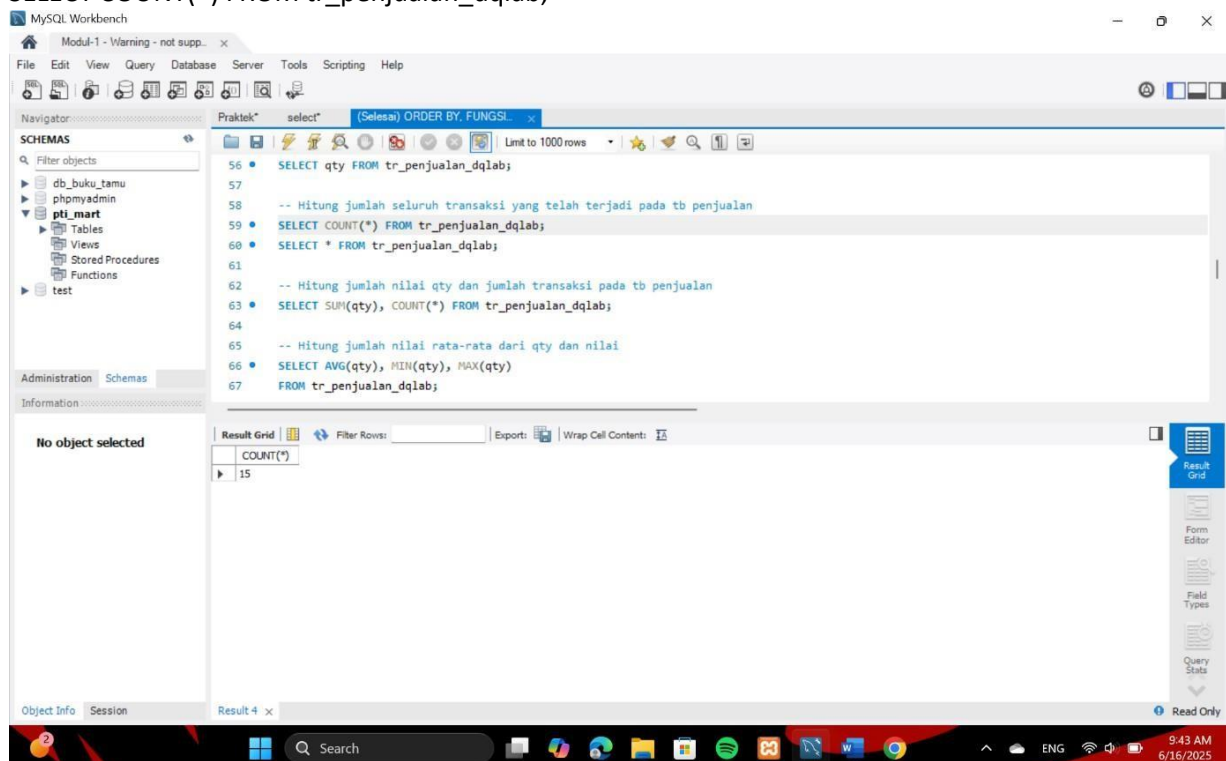 SELECT COUNT(*) FROM tr_penjualan_dqlab;
MySQL Workbench
Modul-1 - Warning - not supp..
File Edit View Query Database Server Tools Scripting Help
Navigator
Praktek* select* (Selesai) ORDER BY, FUNGSI...
SCHEMAS
Limit to 1000 rows
Filter objects
db_buku_tamu
phpmyadmin
pti_mart
Tables
Views
Stored Procedures
Functions
test
56 SELECT qty FROM tr_penjualan_dqlab;
57
58 -- Hitung jumlah seluruh transaksi yang telah terjadi pada tb penjualan
59 SELECT COUNT(*) FROM tr_penjualan_dqlab;
60 SELECT * FROM tr_penjualan_dqlab;
61
62 -- Hitung jumlah nilai qty dan jumlah transaksi pada tb penjualan
63 SELECT SUM(qty), COUNT(*) FROM tr_penjualan_dqlab;
64
65 -- Hitung jumlah nilai rata-rata dari qty dan nilai
66 SELECT AVG(qty), MIN(qty), MAX(qty)
67 FROM tr_penjualan_dqlab;
Administration Schemas
Information
No object selected
Result Grid Filter Rows: Export: Wrap Cell Content:
COUNT(*)
15
Result Grid
Form Editor
Field Types
Query Stats
Object Info Session
Result 4
Read Only
2
Search
ENG
9:43 AM
6/16/2025